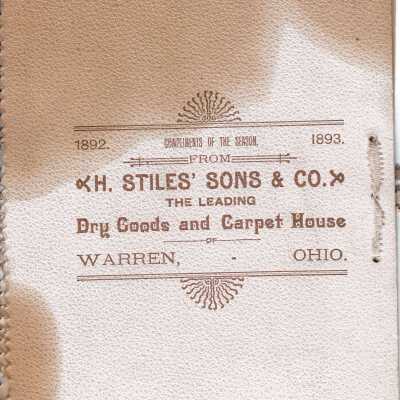 1892. COMPLIMENTS OF THE SEASON. 1893.
FROM
H. STILES' SONS & CO.
THE LEADING
Dry Goods and Carpet House
OF
WARREN, - OHIO.